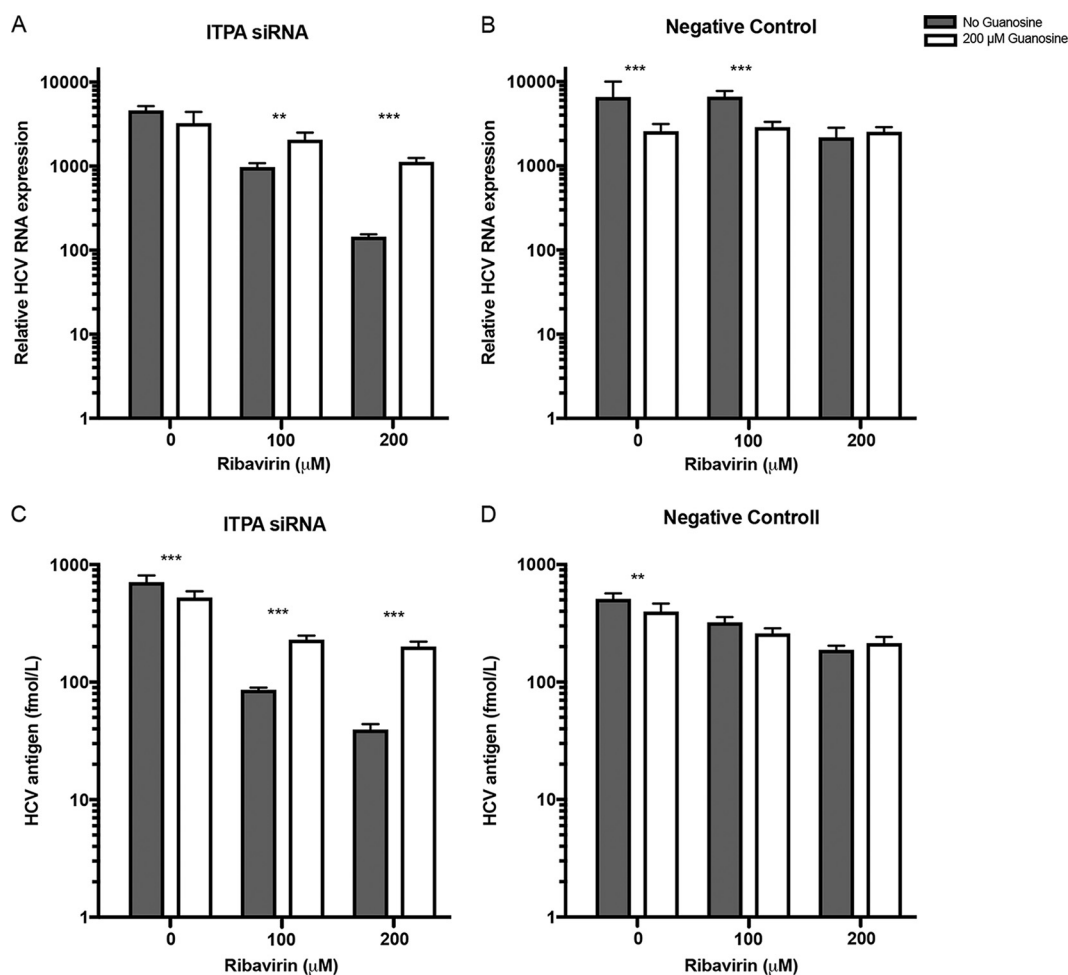 A
ITPA siRNA
B
Negative Control
No Guanosine
200 μM Guanosine
Relative HCV RNA expression
10000
1000
100
10
1
**
***
0
100
200
Ribavirin (μM)
Relative HCV RNA expression
10000
1000
100
10
1
***
***
0
100
200
Ribavirin (μM)
C
ITPA siRNA
D
Negative Controll
HCV antigen (fmol/L)
1000
100
10
1
***
***
***
0
100
200
Ribavirin (μM)
HCV antigen (fmol/L)
1000
100
10
1
**
0
100
200
Ribavirin (μM)